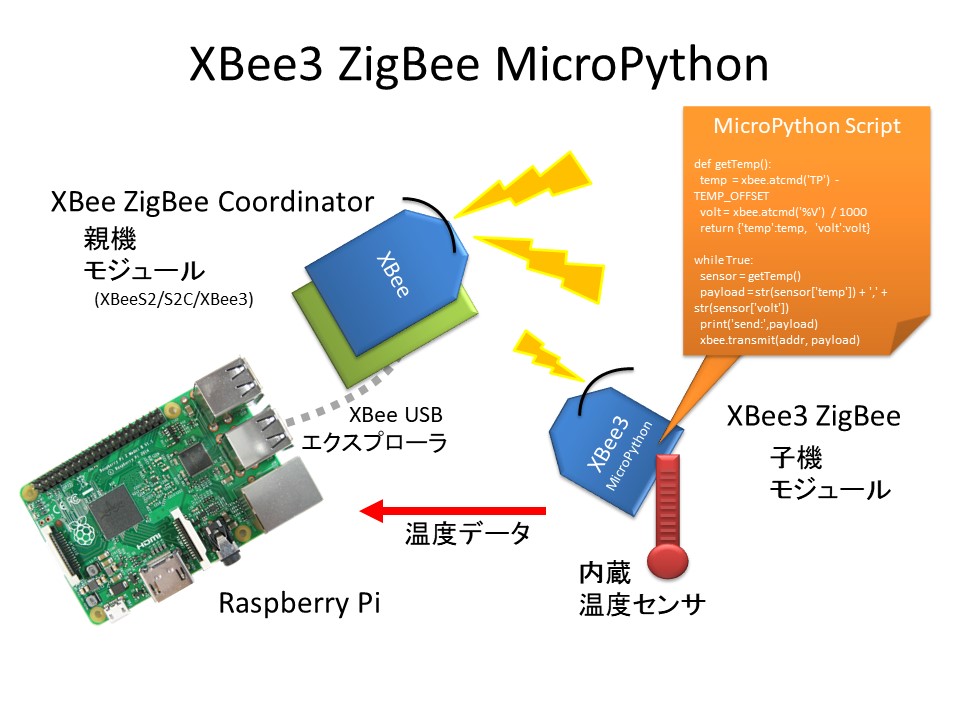 XBee3 ZigBee MicroPython
MicroPython Script
def getTemp():
temp = xbee.atcmd('TP') -
TEMP_OFFSET
volt = xbee.atcmd('%V') / 1000
return {'temp':temp, 'volt':volt}
while True:
sensor = getTemp()
payload = str(sensor['temp']) + ',' +
str(sensor['volt'])
print('send:',payload)
xbee.transmit(addr, payload)
XBee ZigBee Coordinator
親機
モジュール
(XBeeS2/S2C/XBee3)
XBee
XBee USB
エクスプローラ
XBee3
MicroPython
XBee3 ZigBee
子機
モジュール
温度データ
内蔵
温度センサ
Raspberry Pi
HDMI